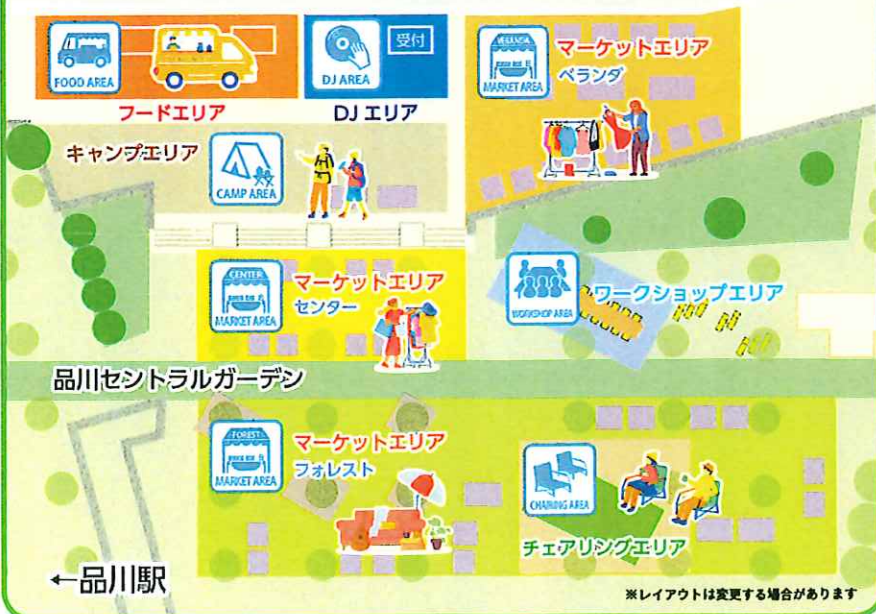 FOOD AREA
フードエリア
DJ AREA
受付
DJ エリア
VERANDA
MARKET AREA
マーケットエリア
ベランダ
キャンプエリア
CAMP AREA
CENTER
MARKET AREA
マーケットエリア
センター
WORKSHOP AREA
ワークショップエリア
品川セントラルガーデン
FOREST
MARKET AREA
マーケットエリア
フォレスト
CHAIRING AREA
チェアリングエリア
←品川駅
※レイアウトは変更する場合があります